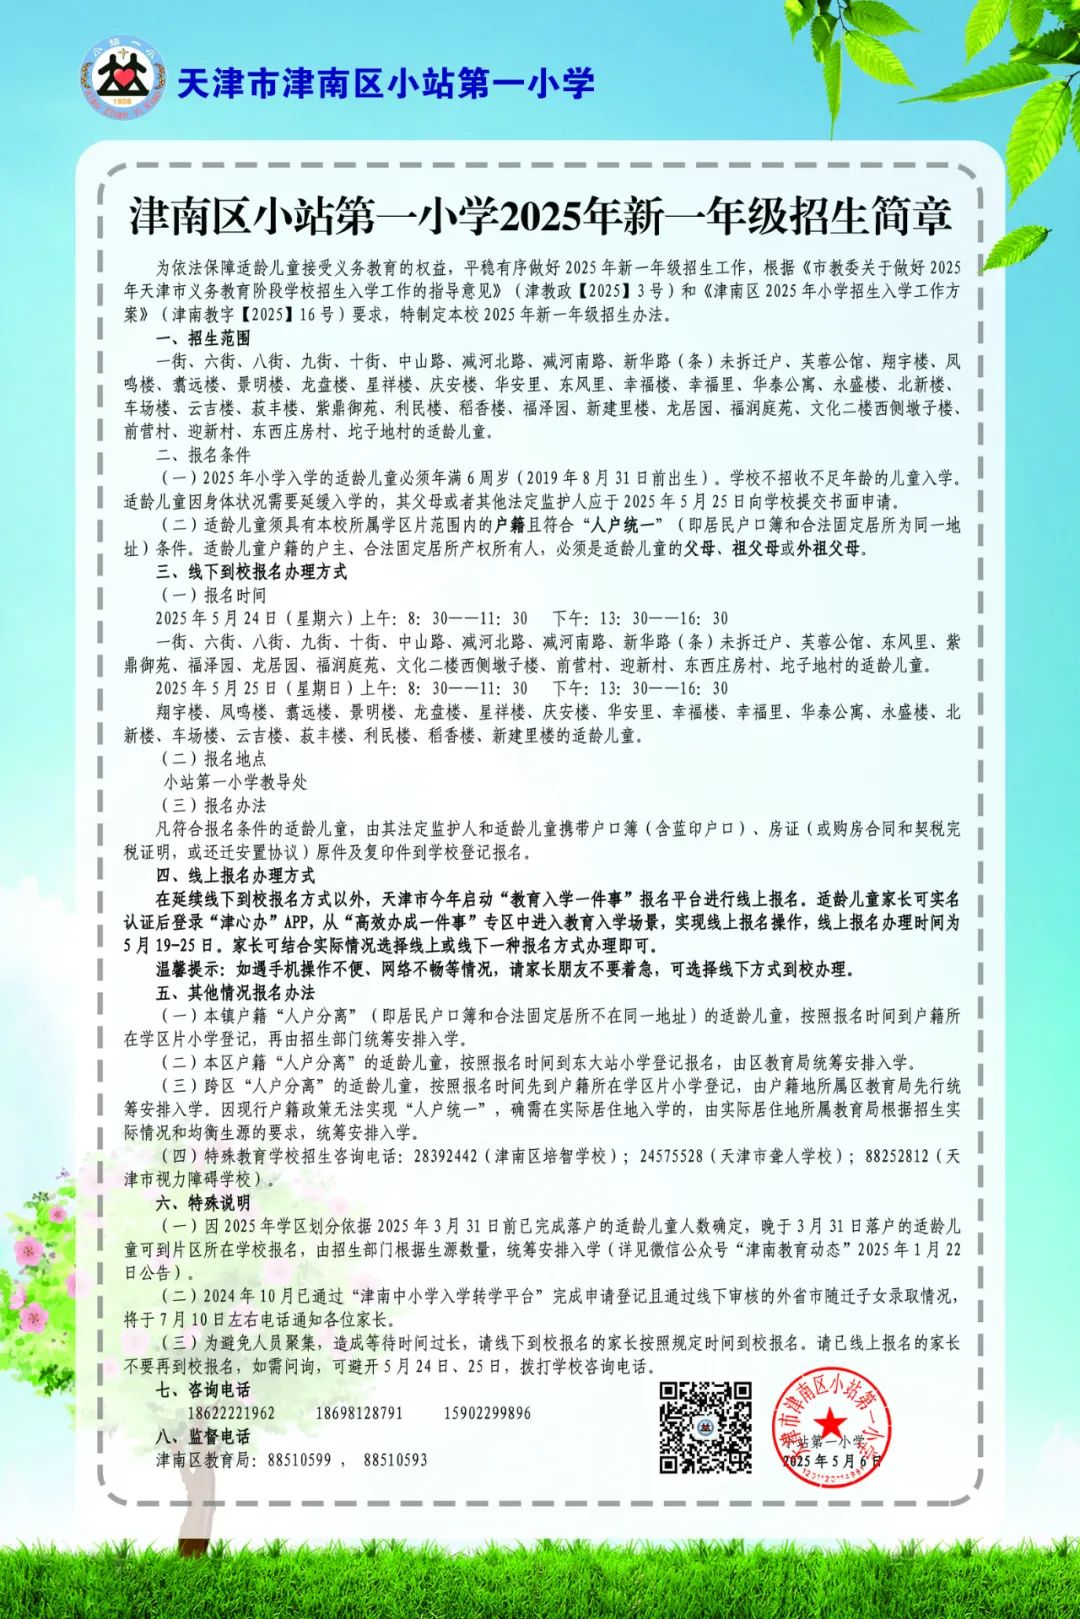 小站一小
1908
Xiao Zhan Yi Xiao
天津市津南区小站第一小学
津南区小站第一小学2025年新一年级招生简章
为依法保障适龄儿童接受义务教育的权益，平稳有序做好2025年新一年级招生工作，根据《市教委关于做好2025
年天津市义务教育阶段学校招生入学工作的指导意见》（津教政【2025】3号）和《津南区2025年小学招生入学工作方
案》（津南教字【2025】16号）要求，特制定本校2025年新一年级招生办法。
一、招生范围
一街、六街、八街、九街、十街、中山路、减河北路、减河南路、新华路（条）未拆迁户、芙蓉公馆、翔宇楼、凤
鸣楼、翥远楼、景明楼、龙盘楼、星祥楼、庆安楼、华安里、东风里、幸福楼、幸福里、华泰公寓、永盛楼、北新楼、
车场楼、云吉楼、菽丰楼、紫鼎御苑、利民楼、稻香楼、福泽园、新建里楼、龙居园、福润庭苑、文化二楼西侧墩子楼、
前营村、迎新村、东西庄房村、坨子地村的适龄儿童。
二、报名条件
（一）2025年小学入学的适龄儿童必须年满6周岁（2019年8月31日前出生）。学校不招收不足年龄的儿童入学。
适龄儿童因身体状况需要延缓入学的，其父母或者其他法定监护人应于2025年5月25日向学校提交书面申请。
（二）适龄儿童须具有本校所属学区片范围内的户籍且符合“人户统一”（即居民户口簿和合法固定居所为同一地
址）条件。适龄儿童户籍的户主、合法固定居所产权所有人，必须是适龄儿童的父母、祖父母或外祖父母。
三、线下到校报名办理方式
（一）报名时间
2025年5月24日（星期六）上午：8：30——11：30 下午：13：30——16：30
一街、六街、八街、九街、十街、中山路、减河北路、减河南路、新华路（条）未拆迁户、芙蓉公馆、东风里、紫
鼎御苑、福泽园、龙居园、福润庭苑、文化二楼西侧墩子楼、前营村、迎新村、东西庄房村、坨子地村的适龄儿童。
2025年5月25日（星期日）上午：8：30——11：30 下午：13：30——16：30
翔宇楼、凤鸣楼、翥远楼、景明楼、龙盘楼、星祥楼、庆安楼、华安里、幸福楼、幸福里、华泰公寓、永盛楼、北
新楼、车场楼、云吉楼、菽丰楼、利民楼、稻香楼、新建里楼的适龄儿童。
（二）报名地点
小站第一小学教导处
（三）报名办法
凡符合报名条件的适龄儿童，由其法定监护人和适龄儿童携带户口簿（含蓝印户口）、房证（或购房合同和契税完
税证明，或还迁安置协议）原件及复印件到学校登记报名。
四、线上报名办理方式
在延续线下到校报名方式以外，天津市今年启动“教育入学一件事”报名平台进行线上报名。适龄儿童家长可实名
认证后登录“津心办”APP，从“高效办成一件事”专区中进入教育入学场景，实现线上报名操作，线上报名办理时间为
5月19-25日。家长可结合实际情况选择线上或线下一种报名方式办理即可。
温馨提示：如遇手机操作不便、网络不畅等情况，请家长朋友不要着急，可选择线下方式到校办理。
五、其他情况报名办法
（一）本镇户籍“人户分离”（即居民户口簿和合法固定居所不在同一地址）的适龄儿童，按照报名时间到户籍所
在学区片小学登记，再由招生部门统筹安排入学。
（二）本区户籍“人户分离”的适龄儿童，按照报名时间到东大站小学登记报名，由区教育局统筹安排入学。
（三）跨区“人户分离”的适龄儿童，按照报名时间先到户籍所在学区片小学登记，由户籍地所属区教育局先行统
筹安排入学。因现行户籍政策无法实现“人户统一”，确需在实际居住地入学的，由实际居住地所属教育局根据招生实
际情况和均衡生源的要求，统筹安排入学。
（四）特殊教育学校招生咨询电话：28392442（津南区培智学校）；24575528（天津市聋人学校）；88252812（天
津市视力障碍学校）。
六、特殊说明
（一）因2025年学区划分依据2025年3月31日前已完成落户的适龄儿童人数确定，晚于3月31日落户的适龄儿
童可到片区所在学校报名，由招生部门根据生源数量，统筹安排入学（详见微信公众号“津南教育动态”2025年1月22
日公告）。
（二）2024年10月已通过“津南中小学入学转学平台”完成申请登记且通过线下审核的外省市随迁子女录取情况，
将于7月10日左右电话通知各位家长。
（三）为避免人员聚集，造成等待时间过长，请线下到校报名的家长按照规定时间到校报名。请已线上报名的家长
不要再到校报名，如需问询，可避开5月24日、25日，拨打学校咨询电话。
七、咨询电话
18622221962 18698128791 15902299896
八、监督电话
津南区教育局：88510599 ， 88510593
天津市津南区小站第一小学
小站第一小学
2025年5月6日